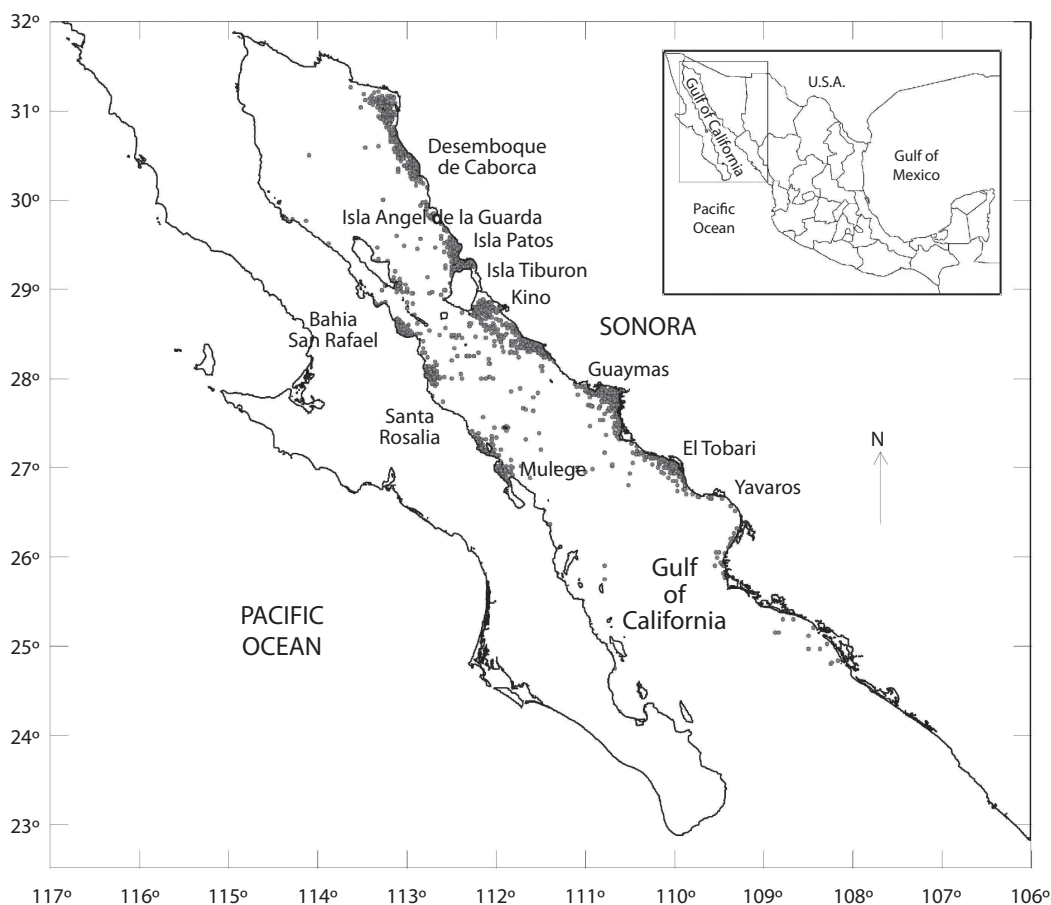 32º
31º
30º
29º
28º
27º
26º
25º
24º
23º
117º
116º
115º
114º
113º
112º
111º
110º
109º
108º
107º
106º
U.S.A.
Gulf of California
Gulf of
Mexico
Pacific
Ocean
Desemboque
de Caborca
Isla Angel de la Guarda
Isla Patos
Isla Tiburon
Kino
Bahia
San Rafael
SONORA
Guaymas
Santa
Rosalia
El Tobari
N
Mulege
Yavaros
Gulf
of
California
PACIFIC
OCEAN